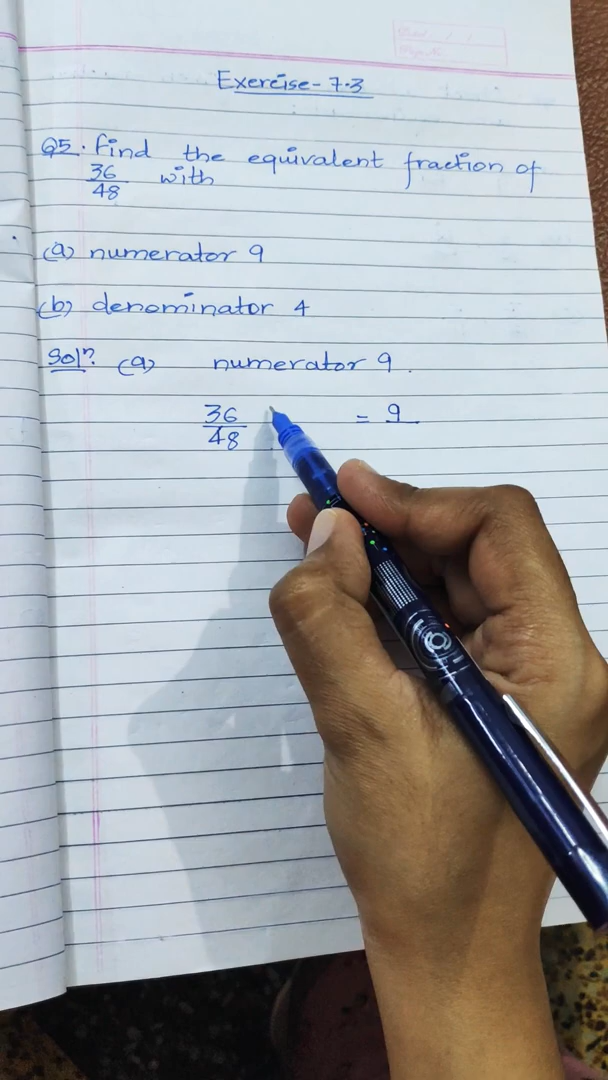 Exercise - 7.3
Q5. find the equivalent fraction of
36/48 with
(a) numerator 9
(b) denominator 4
Solⁿ. (a) numerator 9.
36/48 = 9